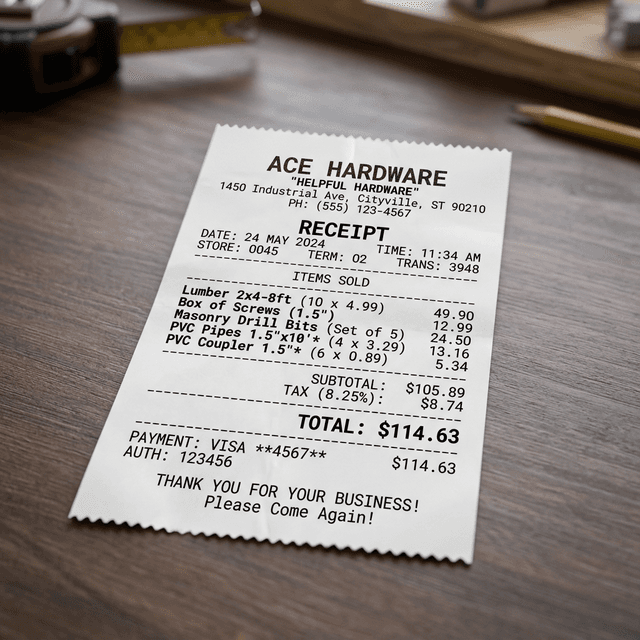 ACE HARDWARE
"HELPFUL HARDWARE"
1450 Industrial Ave, Cityville, ST 90210
PH: (555) 123-4567
RECEIPT
DATE: 24 MAY 2024 TIME: 11:34 AM
STORE: 0045 TERM: 02 TRANS: 3948
ITEMS SOLD
Lumber 2x4-8ft (10 x 4.99) 49.90
Box of Screws (1.5") 12.99
Masonry Drill Bits (Set of 5) 24.50
PVC Pipes 1.5"x10'* (4 x 3.29) 13.16
PVC Coupler 1.5"* (6 x 0.89) 5.34
SUBTOTAL: $105.89
TAX (8.25%): $8.74
TOTAL: $114.63
PAYMENT: VISA **4567** $114.63
AUTH: 123456
THANK YOU FOR YOUR BUSINESS!
Please Come Again!